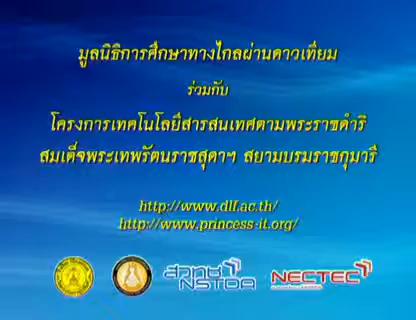 มูลนิธิการศึกษาทางไกลผ่านดาวเทียม
ร่วมกับ
โครงการเทคโนโลยีสารสนเทศตามพระราชดำริ
สมเด็จพระเทพรัตนราชสุดาฯ สยามบรมราชกุมารี
http://www.dlf.ac.th/
http://www.princess-it.org/
สวทช
NSTDA
NECTEC